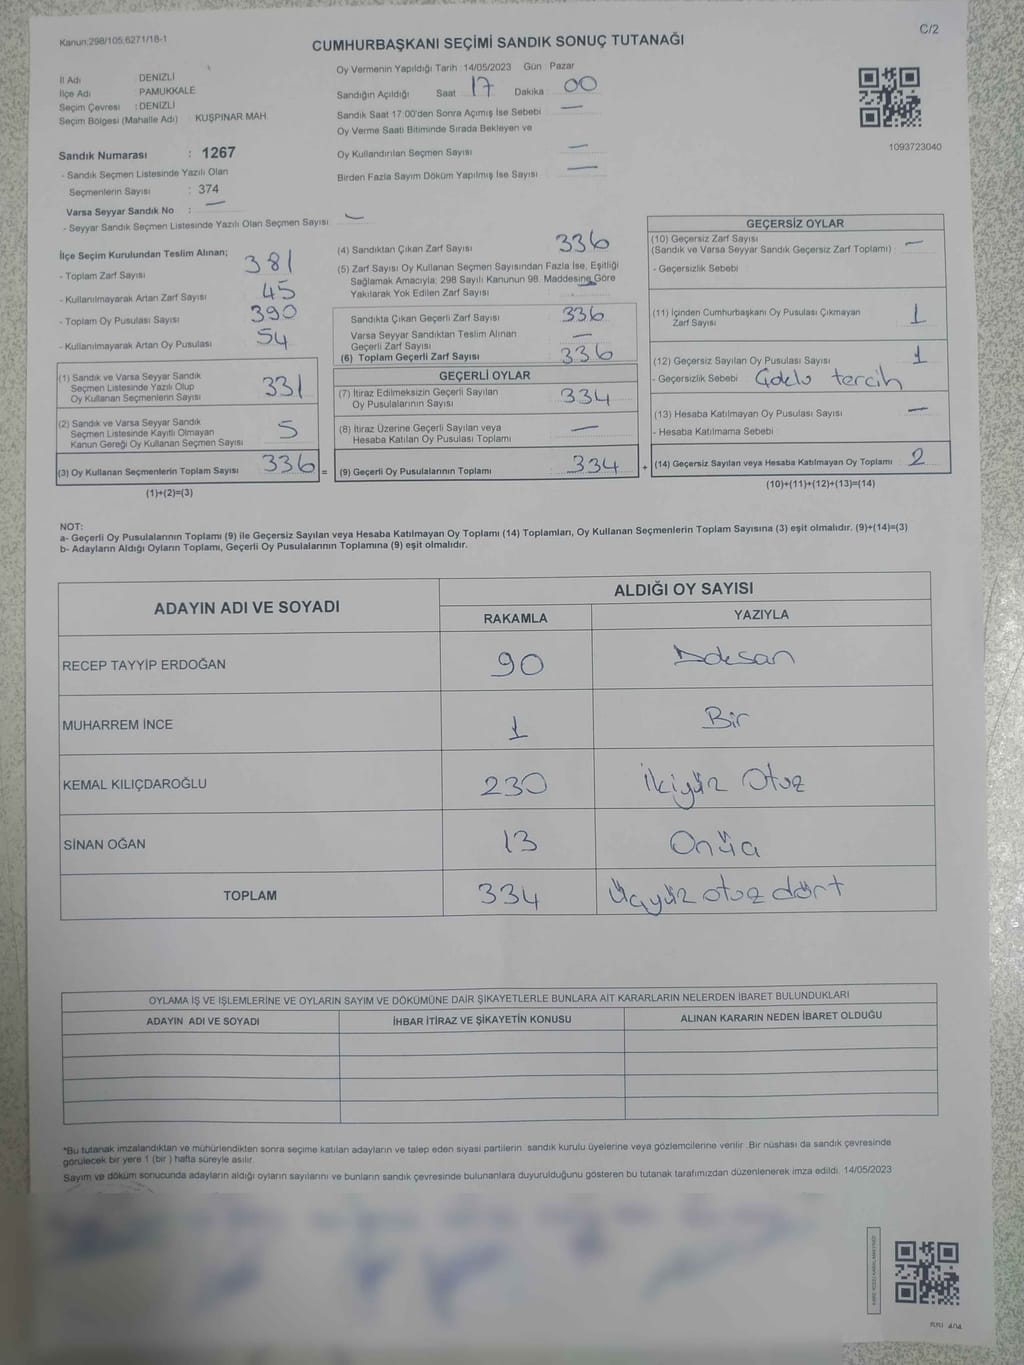 Kanun:298/105,6271/18-1
C/2
CUMHURBAŞKANI SEÇİMİ SANDIK SONUÇ TUTANAĞI
İl Adı DENİZLİ
İlçe Adı PAMUKKALE
Seçim Çevresi : DENİZLİ
Seçim Bölgesi (Mahalle Adı) KUŞPINAR MAH.
Sandık Numarası : 1267
- Sandık Seçmen Listesinde Yazılı Olan
Seçmenlerin Sayısı : 374
Varsa Seyyar Sandık No : —
- Seyyar Sandık Seçmen Listesinde Yazılı Olan Seçmen Sayısı —
Oy Vermenin Yapıldığı Tarih :14/05/2023 Gün Pazar
Sandığın Açıldığı Saat 17 Dakika 00
Sandık Saat 17:00'den Sonra Açımış İse Sebebi —
Oy Verme Saati Bitiminde Sırada Bekleyen ve
Oy Kullandırılan Seçmen Sayısı —
Birden Fazla Sayım Döküm Yapılmış İse Sayısı —
1093723040
İlçe Seçim Kurulundan Teslim Alınan;
- Toplam Zarf Sayısı 381
- Kullanılmayarak Artan Zarf Sayısı 45
- Toplam Oy Pusulası Sayısı 390
- Kullanılmayarak Artan Oy Pusulası 54
(1) Sandık ve Varsa Seyyar Sandık
Seçmen Listesinde Yazılı Olup
Oy Kullanan Seçmenlerin Sayısı 331
(2) Sandık ve Varsa Seyyar Sandık
Seçmen Listesinde Kayıtlı Olmayan
Kanun Gereği Oy Kullanan Seçmen Sayısı 5
(3) Oy Kullanan Seçmenlerin Toplam Sayısı 336 =
(1)+(2)=(3)
(4) Sandıktan Çıkan Zarf Sayısı 336
(5) Zarf Sayısı Oy Kullanan Seçmen Sayısından Fazla İse, Eşitliği
Sağlamak Amacıyla; 298 Sayılı Kanunun 98. Maddesine Göre
Yakılarak Yok Edilen Zarf Sayısı —
Sandıkta Çıkan Geçerli Zarf Sayısı 336
Varsa Seyyar Sandıktan Teslim Alınan
Geçerli Zarf Sayısı —
(6) Toplam Geçerli Zarf Sayısı 336
GEÇERLİ OYLAR
(7) İtiraz Edilmeksizin Geçerli Sayılan
Oy Pusulalarının Sayısı 334
(8) İtiraz Üzerine Geçerli Sayılan veya
Hesaba Katılan Oy Pusulası Toplamı —
(9) Geçerli Oy Pusulalarının Toplamı 334 +
GEÇERSİZ OYLAR
(10) Geçersiz Zarf Sayısı
(Sandık ve Varsa Seyyar Sandık Geçersiz Zarf Toplamı) : —
- Geçersizlik Sebebi
(11) İçinden Cumhurbaşkanı Oy Pusulası Çıkmayan
Zarf Sayısı 1
(12) Geçersiz Sayılan Oy Pusulası Sayısı 1
- Geçersizlik Sebebi Çoklu tercih
(13) Hesaba Katılmayan Oy Pusulası Sayısı —
- Hesaba Katılmama Sebebi
(14) Geçersiz Sayılan veya Hesaba Katılmayan Oy Toplamı 2
(10)+(11)+(12)+(13)=(14)
NOT:
a- Geçerli Oy Pusulalarının Toplamı (9) ile Geçersiz Sayılan veya Hesaba Katılmayan Oy Toplamı (14) Toplamları, Oy Kullanan Seçmenlerin Toplam Sayısına (3) eşit olmalıdır. (9)+(14)=(3)
b- Adayların Aldığı Oyların Toplamı, Geçerli Oy Pusulalarının Toplamına (9) eşit olmalıdır.
ADAYIN ADI VE SOYADI ALDIĞI OY SAYISI
RAKAMLA YAZIYLA
RECEP TAYYİP ERDOĞAN 90 Doksan
MUHARREM İNCE 1 Bir
KEMAL KILIÇDAROĞLU 230 İkiyüz Otuz
SİNAN OĞAN 13 Onüç
TOPLAM 334 Üçyüz otuz dört
OYLAMA İŞ VE İŞLEMLERİNE VE OYLARIN SAYIM VE DÖKÜMÜNE DAİR ŞİKAYETLERLE BUNLARA AİT KARARLARIN NELERDEN İBARET BULUNDUKLARI
ADAYIN ADI VE SOYADI İHBAR İTİRAZ VE ŞİKAYETİN KONUSU ALINAN KARARIN NEDEN İBARET OLDUĞU
*Bu tutanak imzalandıktan ve mühürlendikten sonra seçime katılan adayların ve talep eden siyasi partilerin sandık kurulu üyelerine veya gözlemcilerine verilir. Bir nüshası da sandık çevresinde
görülecek bir yere 1 (bir ) hafta süreyle asılır.
Sayım ve döküm sonucunda adayların aldığı oyların sayılarını ve bunların sandık çevresinde bulunanlara duyurulduğunu gösteren bu tutanak tarafımızdan düzenlenerek imza edildi. 14/05/2023